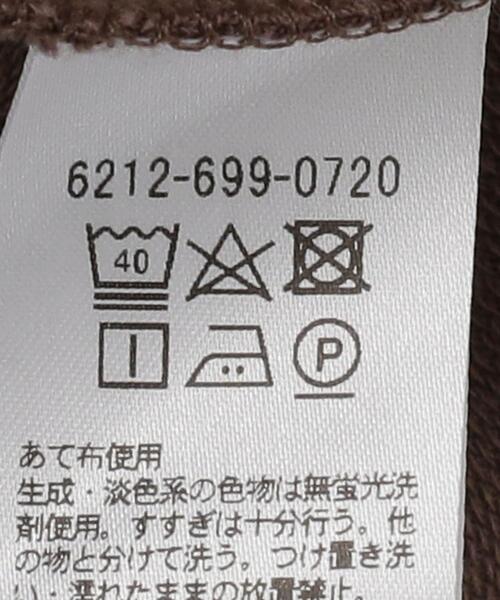 6212-699-0720
40
P
あて布使用
生成・淡色系の色物は無蛍光洗
剤使用。すすぎは十分行う。他
の物と分けて洗う。つけ置き洗
い・濡れたままの放置禁止。